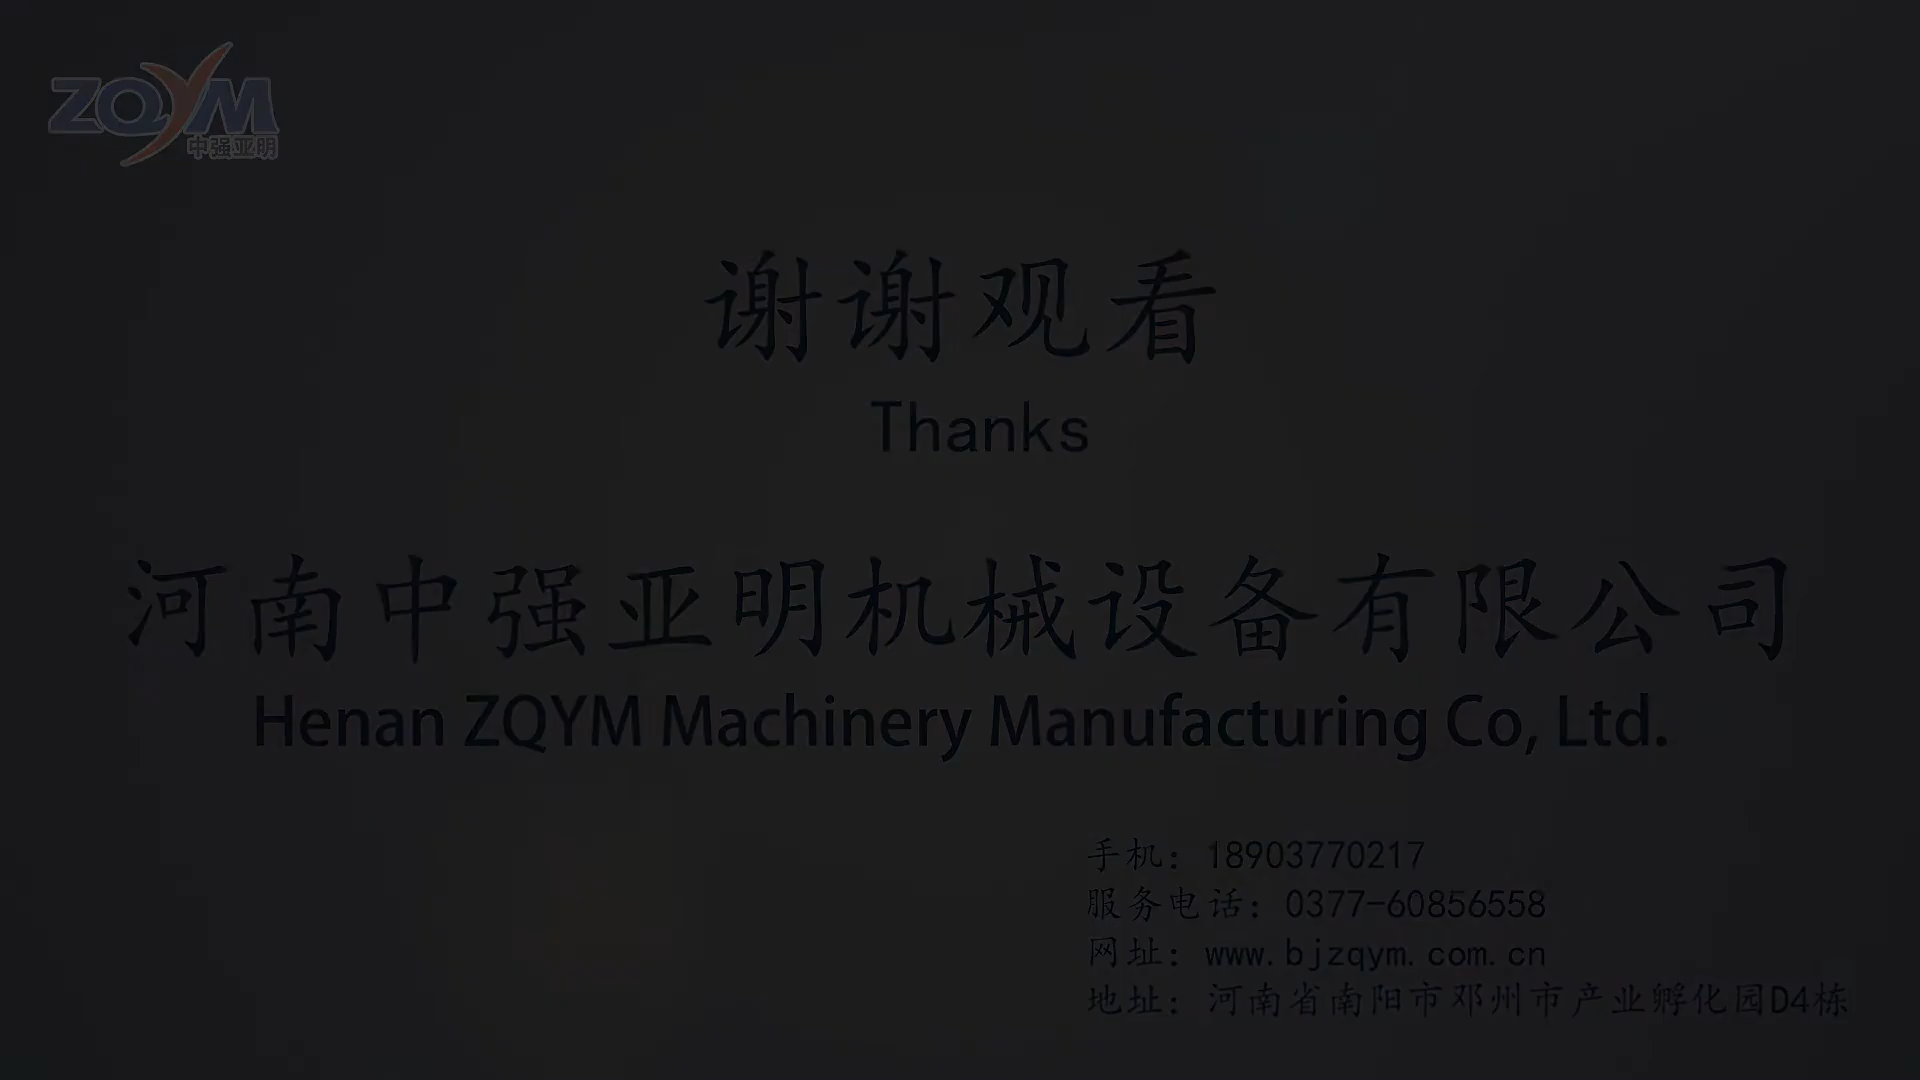 ZQYM
中强亚明
谢谢观看
Thanks
河南中强亚明机械设备有限公司
Henan ZQYM Machinery Manufacturing Co, Ltd.
手机：18903770217
服务电话：0377-60856558
网址：www.bjzqym.com.cn
地址：河南省南阳市邓州市产业孵化园D4栋